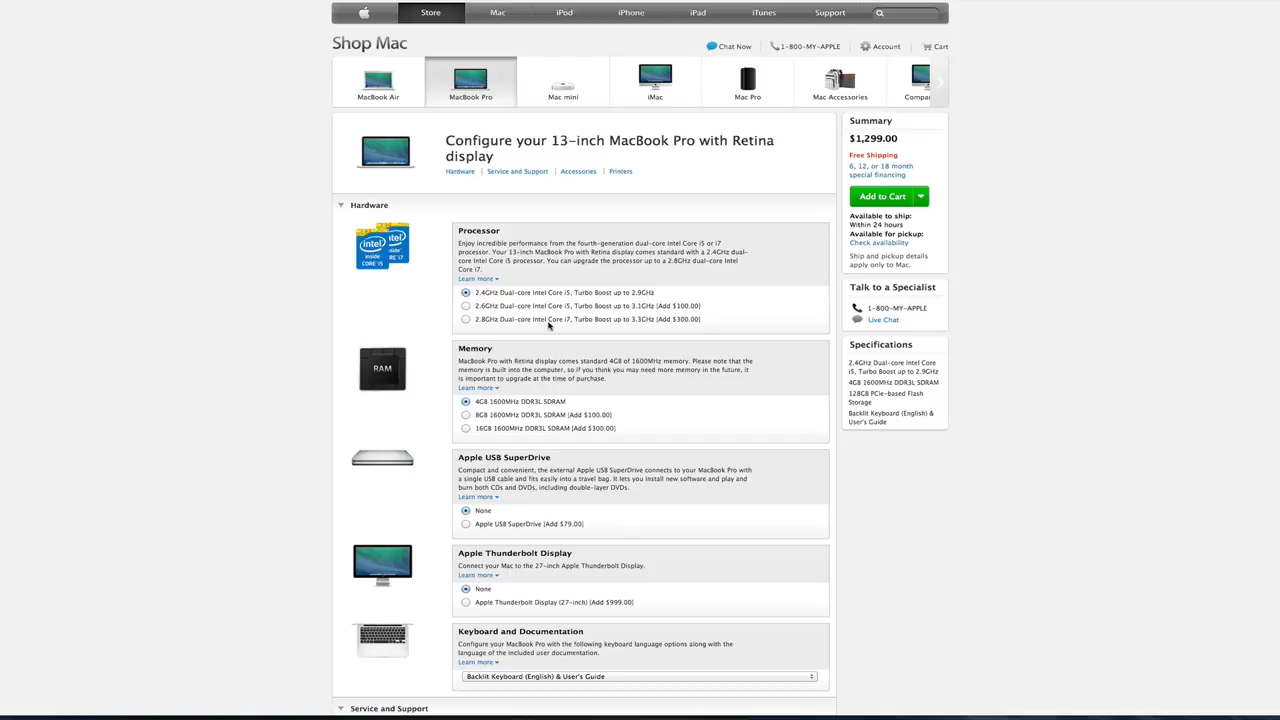 Store
Mac
iPod
iPhone
iPad
iTunes
Support
Shop Mac
Chat Now
1-800-MY-APPLE
Account
Cart
MacBook Air
MacBook Pro
Mac mini
iMac
Mac Pro
Mac Accessories
Compa
Configure your 13-inch MacBook Pro with Retina
display
Hardware | Service and Support | Accessories | Printers
Hardware
intel inside CORE i5
intel inside CORE i7
Processor
Enjoy incredible performance from the fourth-generation dual-core Intel Core i5 or i7
processor. Your 13-inch MacBook Pro with Retina display comes standard with a 2.4GHz dual-
core Intel Core i5 processor. You can upgrade the processor up to a 2.8GHz dual-core Intel
Core i7.
Learn more
2.4GHz Dual-core Intel Core i5, Turbo Boost up to 2.9GHz
2.6GHz Dual-core Intel Core i5, Turbo Boost up to 3.1GHz [Add $100.00]
2.8GHz Dual-core Intel Core i7, Turbo Boost up to 3.3GHz [Add $300.00]
RAM
Memory
MacBook Pro with Retina display comes standard 4GB of 1600MHz memory. Please note that the
memory is built into the computer, so if you think you may need more memory in the future, it
is important to upgrade at the time of purchase.
Learn more
4GB 1600MHz DDR3L SDRAM
8GB 1600MHz DDR3L SDRAM [Add $100.00]
16GB 1600MHz DDR3L SDRAM [Add $300.00]
Apple USB SuperDrive
Compact and convenient, the external Apple USB SuperDrive connects to your MacBook Pro with
a single USB cable and fits easily into a travel bag. It lets you install new software and play and
burn both CDs and DVDs, including double-layer DVDs.
Learn more
None
Apple USB SuperDrive [Add $79.00]
Apple Thunderbolt Display
Connect your Mac to the 27-inch Apple Thunderbolt Display.
Learn more
None
Apple Thunderbolt Display (27-inch) [Add $999.00]
Keyboard and Documentation
Configure your MacBook Pro with the following keyboard language options along with the
language of the included user documentation.
Learn more
Backlit Keyboard (English) & User's Guide
Service and Support
Summary
$1,299.00
Free Shipping
6, 12, or 18 month
special financing
Add to Cart
Available to ship:
Within 24 hours
Available for pickup:
Check availability
Ship and pickup details
apply only to Mac.
Talk to a Specialist
1-800-MY-APPLE
Live Chat
Specifications
2.4GHz Dual-core Intel Core
i5, Turbo Boost up to 2.9GHz
4GB 1600MHz DDR3L SDRAM
128GB PCIe-based Flash
Storage
Backlit Keyboard (English) &
User's Guide